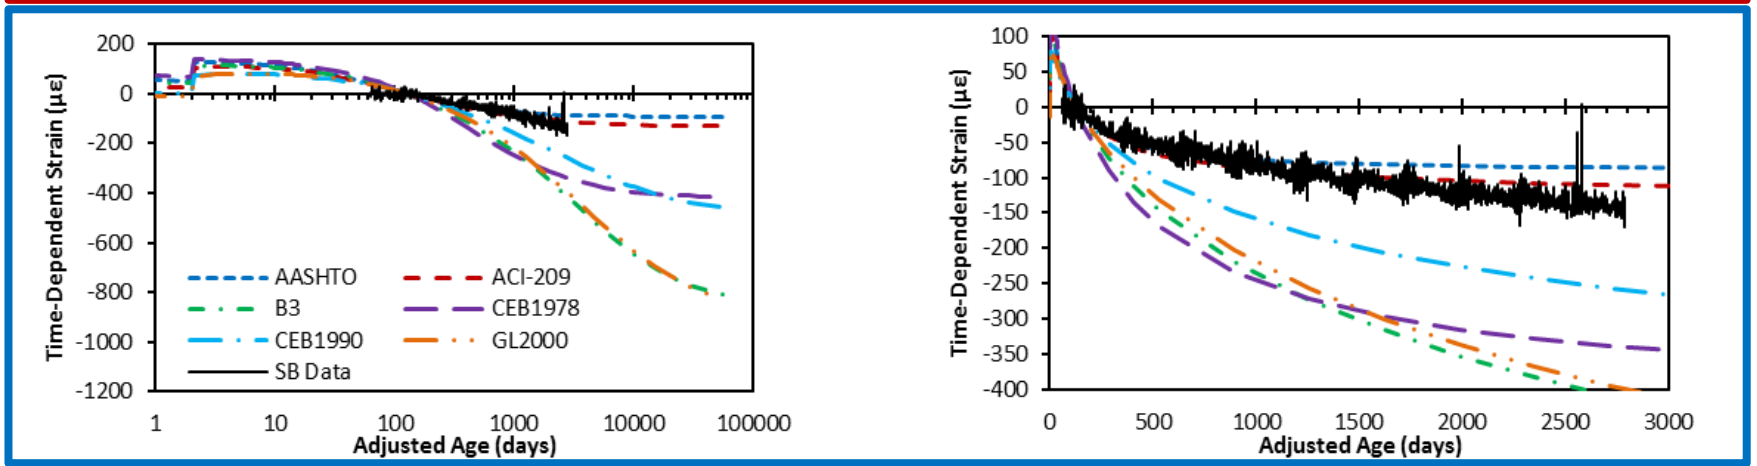 200
0
-200
-400
-600
-800
-1000
-1200
Time-Dependent Strain (με)
1 10 100 1000 10000 100000
Adjusted Age (days)
AASHTO ACI-209
B3 CEB1978
CEB1990 GL2000
SB Data
100
50
0
-50
-100
-150
-200
-250
-300
-350
-400
Time-Dependent Strain (με)
0 500 1000 1500 2000 2500 3000
Adjusted Age (days)